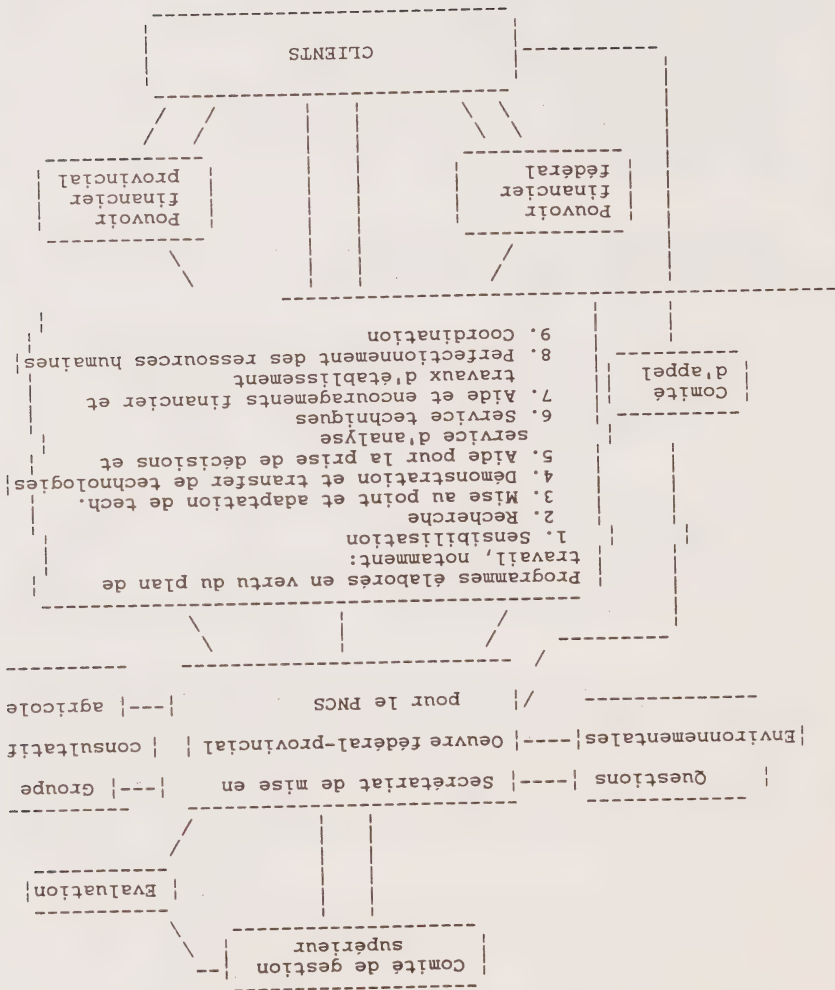 Comité de gestion
supérieur
Evaluation
Questions
Environnementales
Secrétariat de mise en
Oeuvre fédéral-provincial
pour le PNCS
Groupe
consultatif
agricole
Programmes élaborés en vertu du plan de
travail, notamment:
1. Sensibilisation
2. Recherche
3. Mise au point et adaptation de tech.
4. Démonstration et transfer de technologies
5. Aide pour la prise de décisions et
service d'analyse
6. Service techniques
7. Aide et encouragements financier et
travaux d'établissement
8. Perfectionnement des ressources humaines
9. Coordination
Comité
d'appel
Pouvoir
financier
fédéral
Pouvoir
financier
provincial
CLIENTS